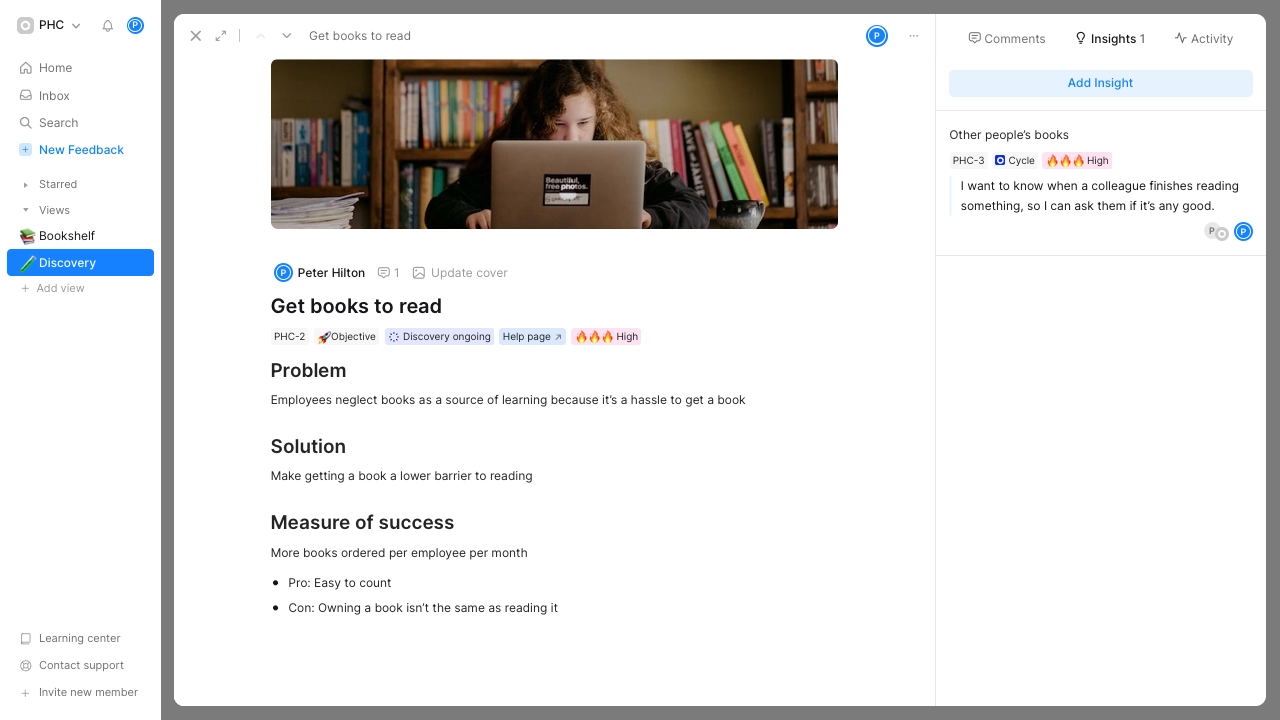 PHC
P
Home
Inbox
Search
New Feedback
Starred
Views
Bookshelf
Discovery
Add view
Learning center
Contact support
Invite new member
Get books to read
P
Beautiful,
free photos.
P Peter Hilton 1 Update cover
Get books to read
PHC-2 Objective Discovery ongoing Help page ↗ High
Problem
Employees neglect books as a source of learning because it’s a hassle to get a book
Solution
Make getting a book a lower barrier to reading
Measure of success
More books ordered per employee per month
• Pro: Easy to count
• Con: Owning a book isn’t the same as reading it
Comments Insights 1 Activity
Add Insight
Other people’s books
PHC-3 Cycle High
I want to know when a colleague finishes reading
something, so I can ask them if it’s any good.
P P